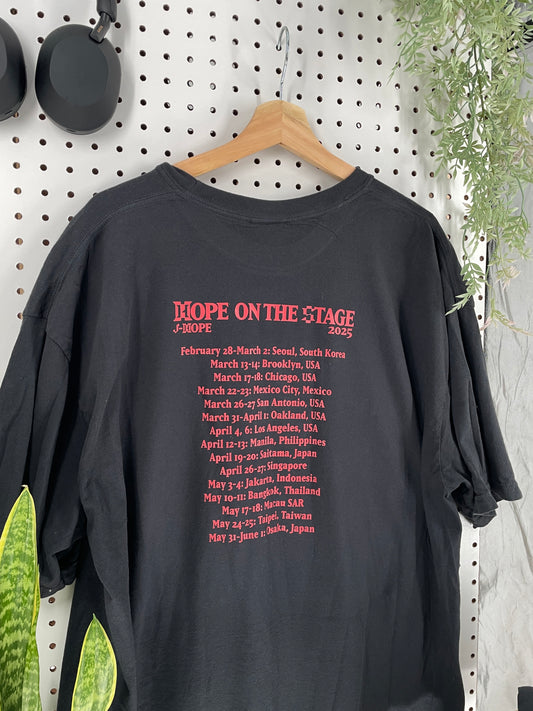 HOPE ON THE STAGE
J-HOPE 2025
February 28-March 2: Seoul, South Korea
March 13-14: Brooklyn, USA
March 17-18: Chicago, USA
March 22-23: Mexico City, Mexico
March 26-27 San Antonio, USA
March 31-April 1: Oakland, USA
April 4, 6: Los Angeles, USA
April 12-13: Manila, Philippines
April 19-20: Saitama, Japan
April 26-27: Singapore
May 3-4: Jakarta, Indonesia
May 10-11: Bangkok, Thailand
May 17-18: Macau SAR
May 24-25: Taipei, Taiwan
May 31-June 1: Osaka, Japan